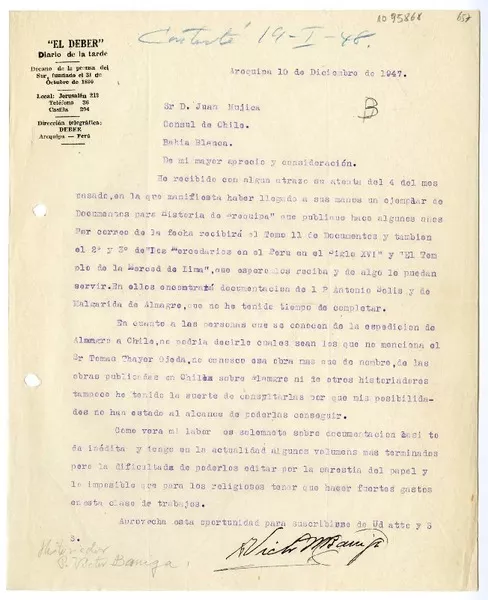 "EL DEBER"
Diario de la tarde
Decano de la prensa del
Sur, fundado el 31 de
Octubre de 1890
Local: Jerusalén 213
Teléfono 26
Casilla 294
Dirección telegráfica:
DEBER
Arequipa — Perú
Contesté 19-I-48.
10 95868
657
Arequipa 10 de Diciembre de 1947.
B
Sr D. Juan Mujica
Consul de Chile.
Bahia Blanca.
De mi mayor aprecio y consideración.
He recibido con algun atrazo su atenta del 4 del mes
pasado, en la que manifiesta haber llegado a sus manos un ejemplar de
Documentos para Historia de Arequipa" que publique hace algunos años
Por correo de la fecha recibirá el Tomo II de Documentos y tambien
el 2º y 3º de "Los Mercedarios en el Peru en el Siglo XVI" y "El Tem
plo de la Merced de Lima", que esperamos reciba y de algo le puedan
servir. En ellos encontrará documentacion de l P Antonio Solis y de
Malgarida de Almagro, que no he tenido tiempo de completar.
En cuanto a las personas que se conocen de la expedicion de
Almagro a Chile, no podria decirle cuales sean los que no menciona el
Sr Tomas Thayer Ojeda, no conosco esa obra mas que de nombre, de las
obras publicadas en Chile sobre Almagro ni de otros historiadores
tampoco he tenido la suerte de consultarlas por que mis posibilida-
des no han estado al alcance de poderlas conseguir.
Como vera mi labor es solamente sobre documentacion casi to
da inédita y tengo en la actualidad algunos volumenes mas terminados
pero la dificultad de poderlos editar por la carestia del papel y
lo imposible que para los religiosos tener que hacer fuertes gastos
en esta clase de trabajos.
Aprovecha esta oportunidad para suscribirse de Ud atto y S
s.
Historiador
P. Victor Barriga.
Victor M Barriga